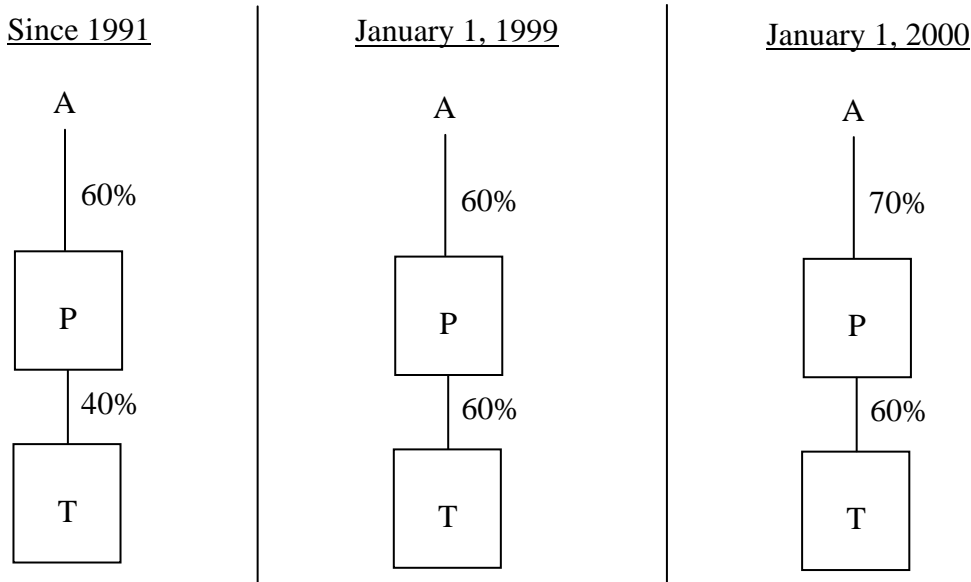 Since 1991
A
60%
P
40%
T
January 1, 1999
A
60%
P
60%
T
January 1, 2000
A
70%
P
60%
T